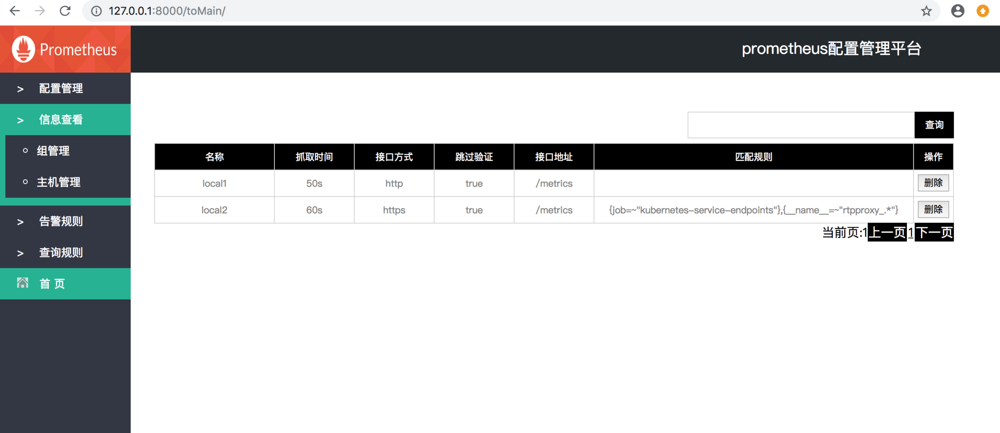 127.0.0.1:8000/toMain/
Prometheus
prometheus配置管理平台
> 配置管理
> 信息查看
组管理
主机管理
> 告警规则
> 查询规则
首 页
查询
名称 抓取时间 接口方式 跳过验证 接口地址 匹配规则 操作
local1 50s http true /metrics 删除
local2 60s https true /metrics {job=~"kubernetes-service-endpoints"},{__name__=~"rtpproxy_.*"} 删除
当前页:1 上一页 1 下一页